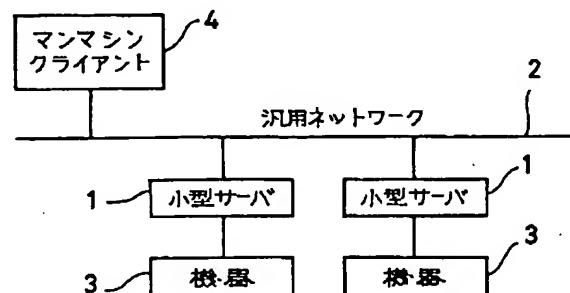 マンマシン
クライアント
4
汎用ネットワーク
2
1
小型サーバ
小型サーバ
1
3
機器
機器
3